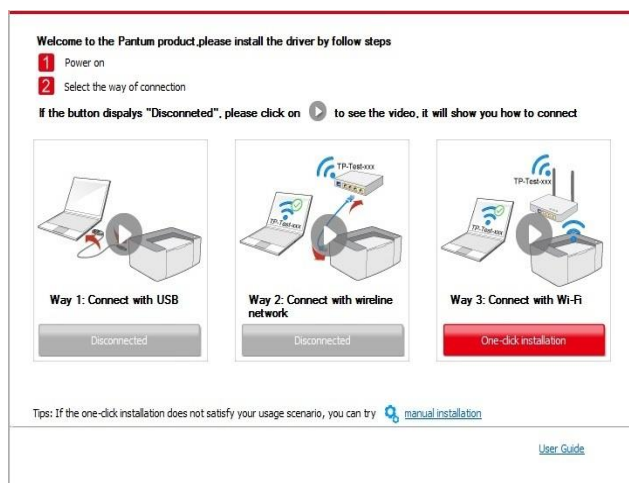 Welcome to the Pantum product,please install the driver by follow steps
1 Power on
2 Select the way of connection
If the button dispalys "Disconneted", please click on to see the video, it will show you how to connect
TP-Test-xxx
TP-Test-xxx
TP-Test-xxx
TP-Test-xxx
Way 1: Connect with USB
Way 2: Connect with wireline
network
Way 3: Connect with Wi-Fi
Disconnected
Disconnected
One-click installation
Tips: If the one-click installation does not satisfy your usage scenario, you can try manual installation
User Guide